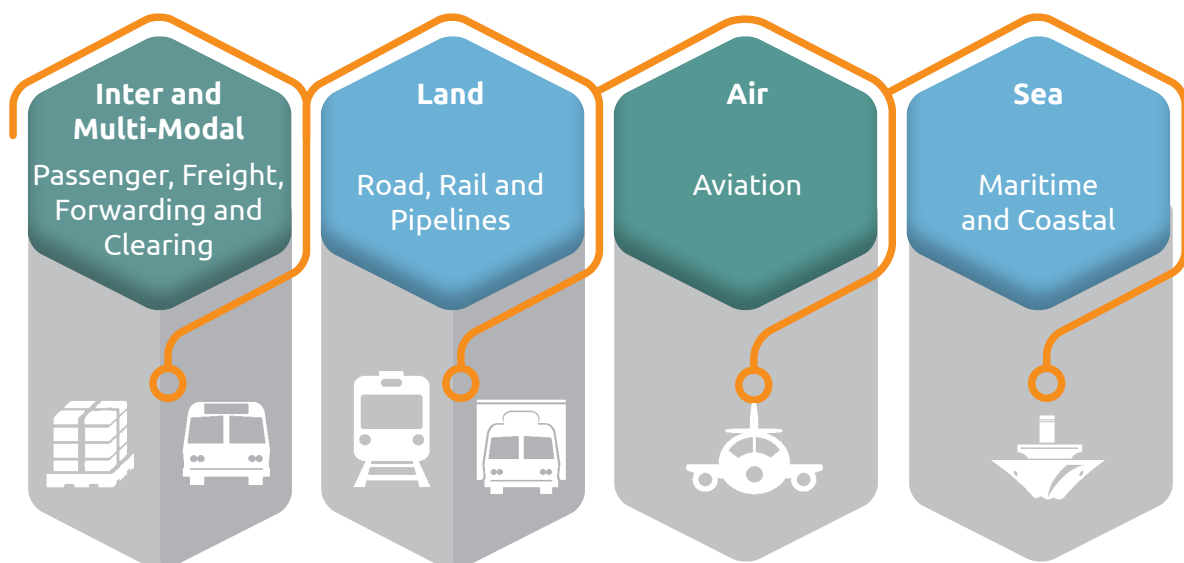 Inter and
Multi-Modal
Passenger, Freight,
Forwarding and
Clearing
Land
Road, Rail and
Pipelines
Air
Aviation
Sea
Maritime
and Coastal